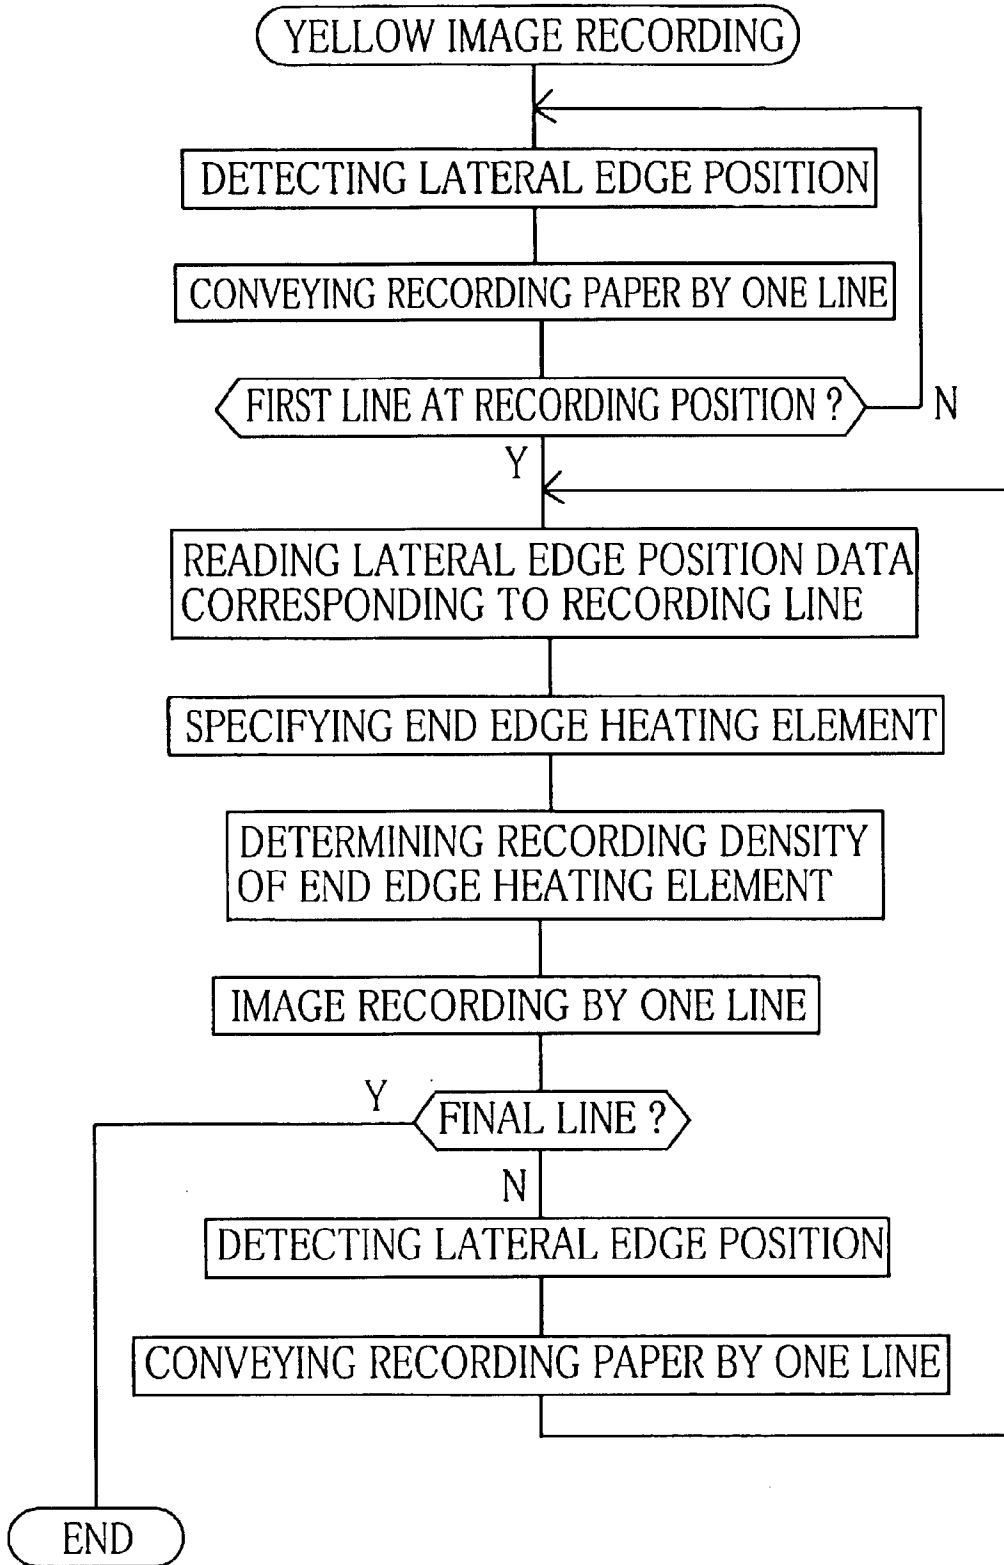 YELLOW IMAGE RECORDING
DETECTING LATERAL EDGE POSITION
CONVEYING RECORDING PAPER BY ONE LINE
FIRST LINE AT RECORDING POSITION ?
N
Y
READING LATERAL EDGE POSITION DATA
CORRESPONDING TO RECORDING LINE
SPECIFYING END EDGE HEATING ELEMENT
DETERMINING RECORDING DENSITY
OF END EDGE HEATING ELEMENT
IMAGE RECORDING BY ONE LINE
Y
FINAL LINE ?
N
DETECTING LATERAL EDGE POSITION
CONVEYING RECORDING PAPER BY ONE LINE
END